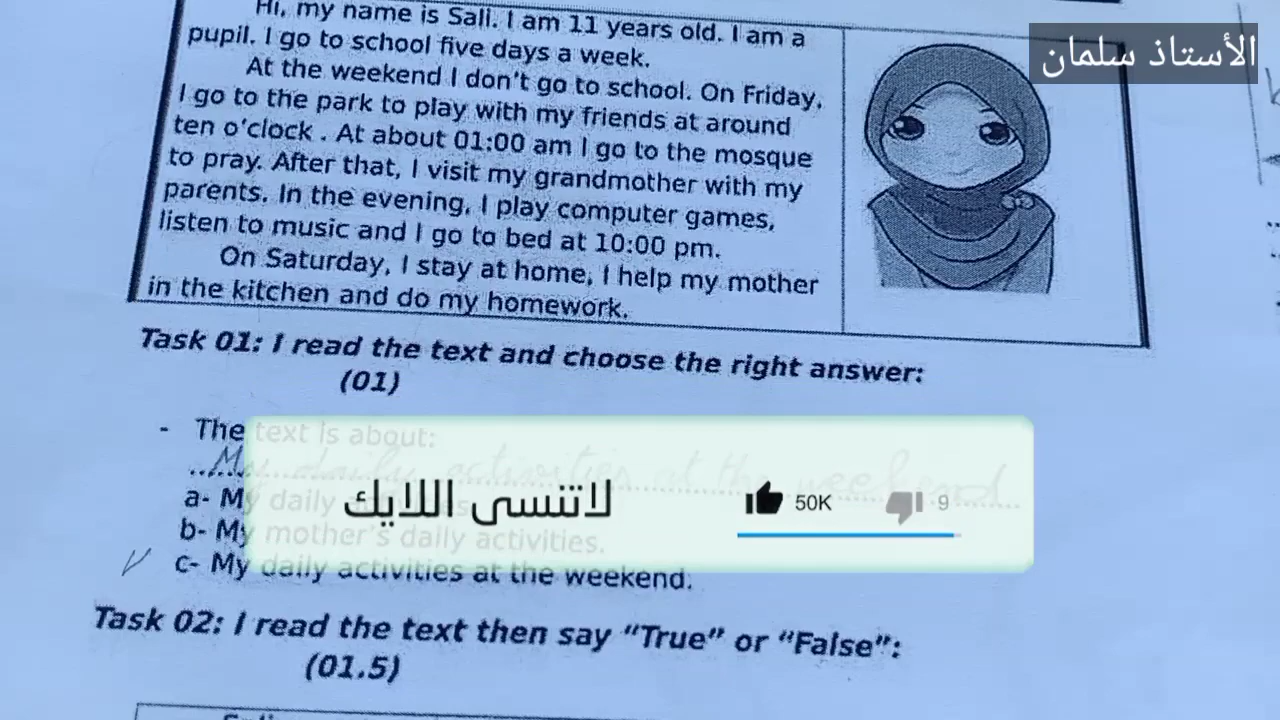 الأستاذ سلمان
Hi, my name is Sali. I am 11 years old. I am a
pupil. I go to school five days a week.
At the weekend I don't go to school. On Friday,
I go to the park to play with my friends at around
ten o'clock . At about 01:00 am I go to the mosque
to pray. After that, I visit my grandmother with my
parents. In the evening, I play computer games,
listen to music and I go to bed at 10:00 pm.
On Saturday, I stay at home, I help my mother
in the kitchen and do my homework.
Task 01: I read the text and choose the right answer:
(01)
- The text is about:
My daily activities at the weekend
a- My daily activities.
b- My mother's daily activities.
c- My daily activities at the weekend.
لاتنسى اللايك
50K
9
Task 02: I read the text then say “True” or “False”:
(01.5)